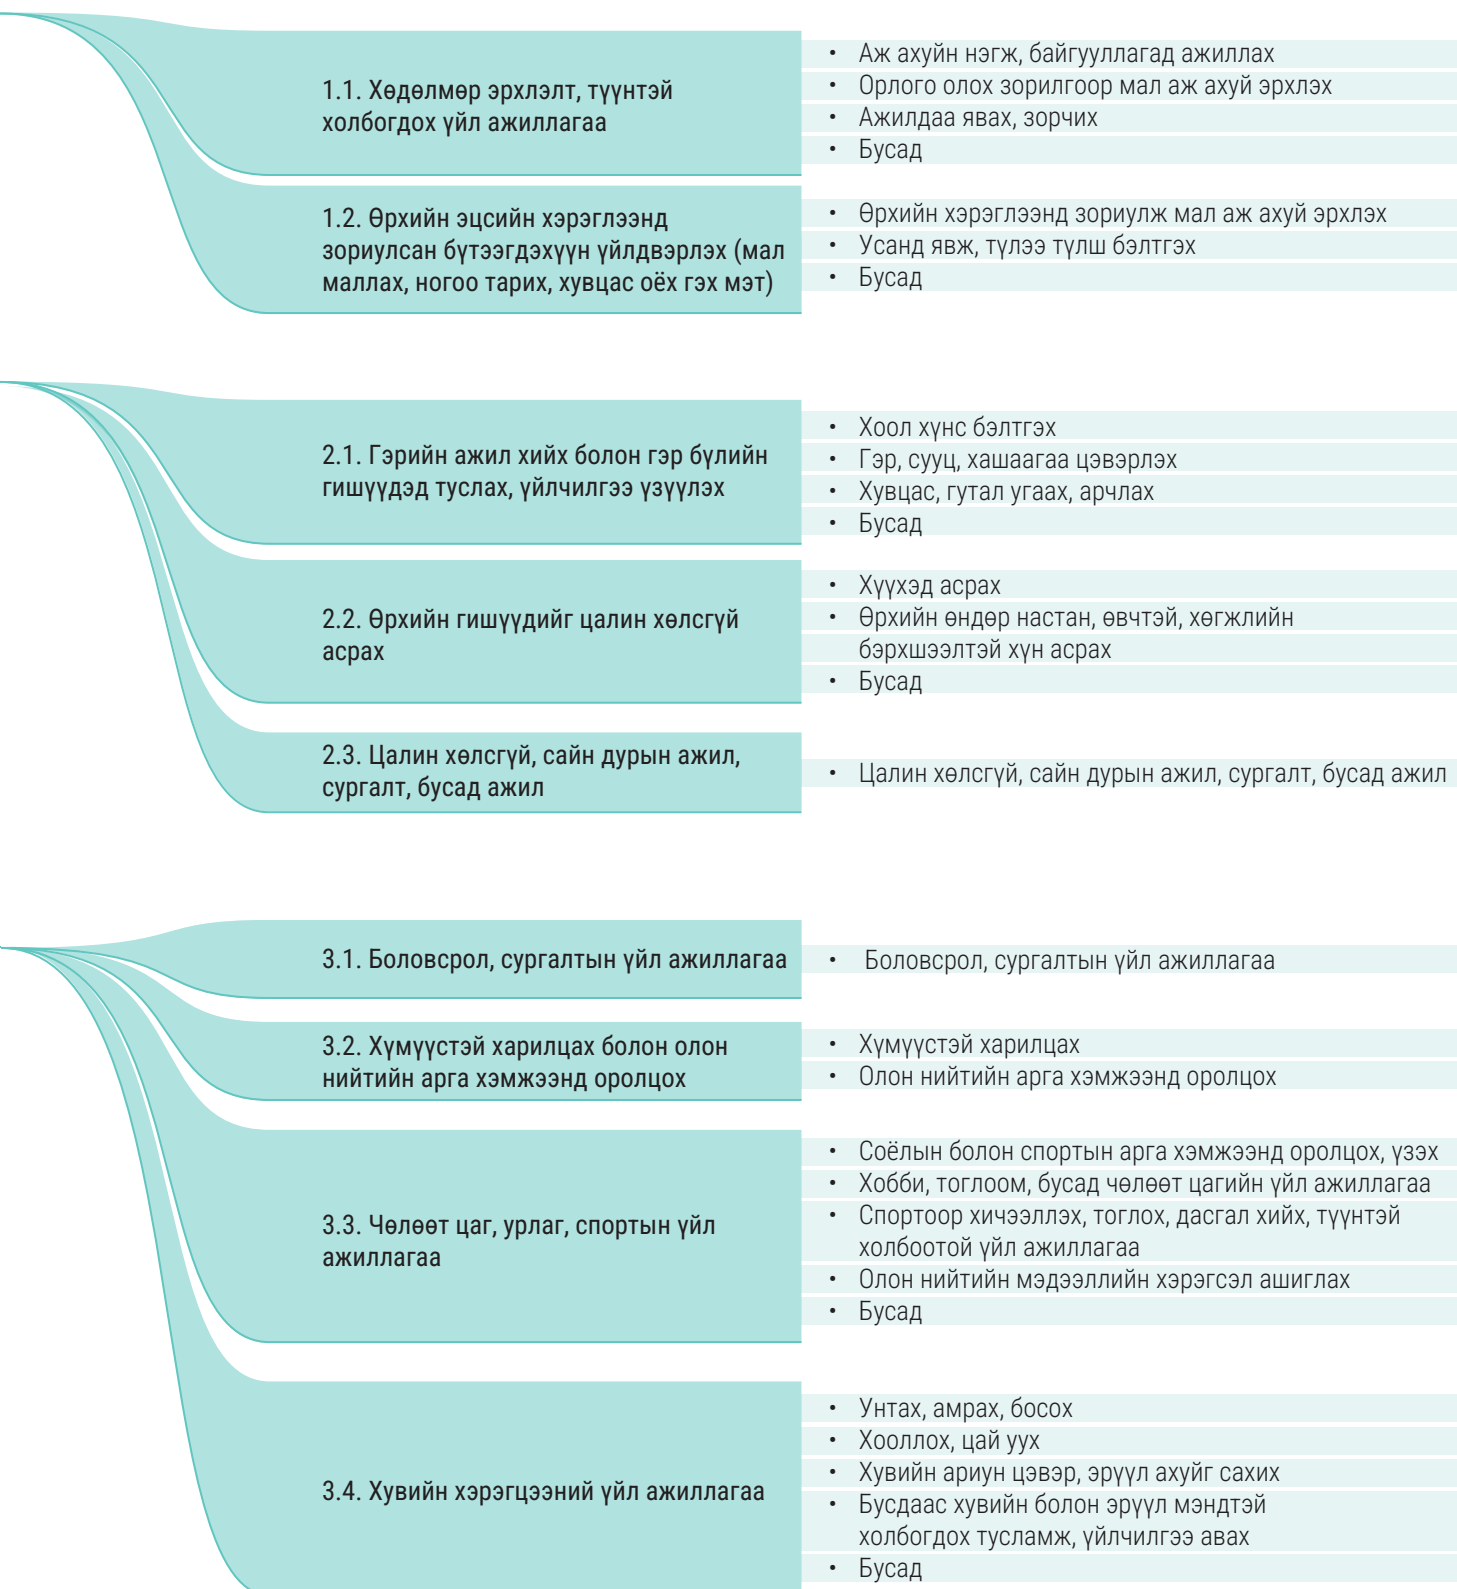 1.1. Хөдөлмөр эрхлэлт, түүнтэй
холбогдох үйл ажиллагаа
• Аж ахуйн нэгж, байгууллагад ажиллах
• Орлого олох зорилгоор мал аж ахуй эрхлэх
• Ажилдаа явах, зорчих
• Бусад
1.2. Өрхийн эцсийн хэрэглээнд
зориулсан бүтээгдэхүүн үйлдвэрлэх (мал
маллах, ногоо тарих, хувцас оёх гэх мэт)
• Өрхийн хэрэглээнд зориулж мал аж ахуй эрхлэх
• Усанд явж, түлээ түлш бэлтгэх
• Бусад
2.1. Гэрийн ажил хийх болон гэр бүлийн
гишүүдэд туслах, үйлчилгээ үзүүлэх
• Хоол хүнс бэлтгэх
• Гэр, сууц, хашаагаа цэвэрлэх
• Хувцас, гутал угаах, арчлах
• Бусад
2.2. Өрхийн гишүүдийг цалин хөлсгүй
асрах
• Хүүхэд асрах
• Өрхийн өндөр настан, өвчтэй, хөгжлийн
бэрхшээлтэй хүн асрах
• Бусад
2.3. Цалин хөлсгүй, сайн дурын ажил,
сургалт, бусад ажил
• Цалин хөлсгүй, сайн дурын ажил, сургалт, бусад ажил
3.1. Боловсрол, сургалтын үйл ажиллагаа
• Боловсрол, сургалтын үйл ажиллагаа
3.2. Хүмүүстэй харилцах болон олон
нийтийн арга хэмжээнд оролцох
• Хүмүүстэй харилцах
• Олон нийтийн арга хэмжээнд оролцох
3.3. Чөлөөт цаг, урлаг, спортын үйл
ажиллагаа
• Соёлын болон спортын арга хэмжээнд оролцох, үзэх
• Хобби, тоглоом, бусад чөлөөт цагийн үйл ажиллагаа
• Спортоор хичээллэх, тоглох, дасгал хийх, түүнтэй
холбоотой үйл ажиллагаа
• Олон нийтийн мэдээллийн хэрэгсэл ашиглах
• Бусад
3.4. Хувийн хэрэгцээний үйл ажиллагаа
• Унтах, амрах, босох
• Хооллох, цай уух
• Хувийн ариун цэвэр, эрүүл ахуйг сахих
• Бусдаас хувийн болон эрүүл мэндтэй
холбогдох тусламж, үйлчилгээ авах
• Бусад